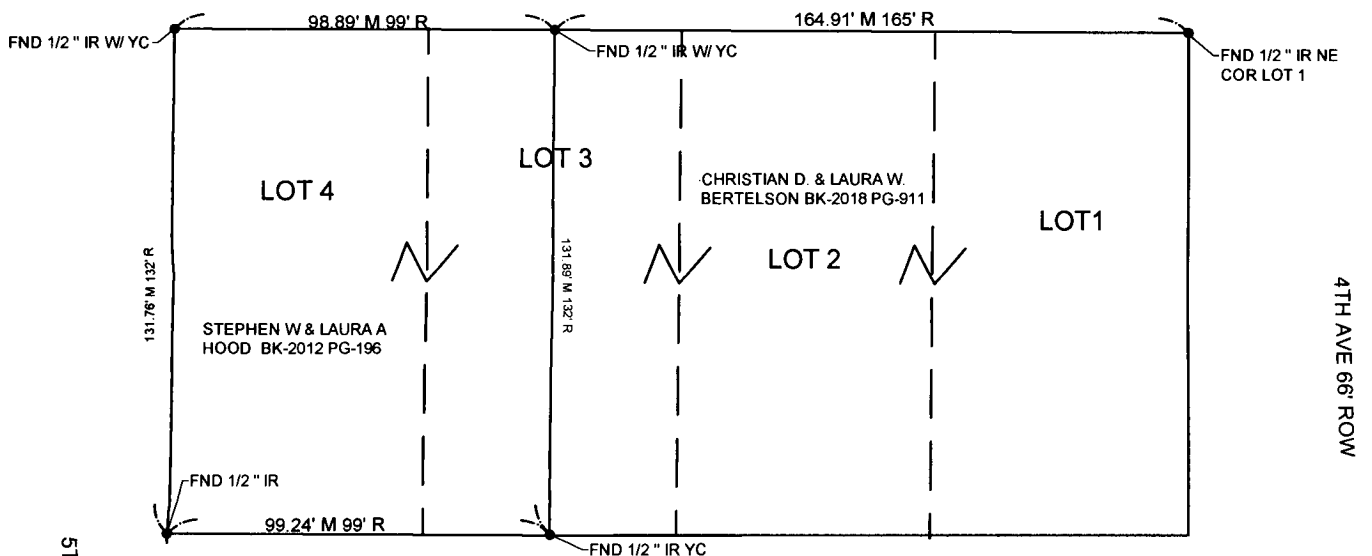 98.89' M 99' R
164.91' M 165' R
FND 1/2 " IR W/ YC
FND 1/2 " IR W/ YC
FND 1/2 " IR NE
COR LOT 1
LOT 3
LOT 4
CHRISTIAN D. & LAURA W.
BERTELSON BK-2018 PG-911
LOT1
LOT 2
131.76' M 132' R
131.89' M 132' R
STEPHEN W & LAURA A
HOOD BK-2012 PG-196
4TH AVE 66' ROW
FND 1/2 " IR
99.24' M 99' R
FND 1/2 " IR YC